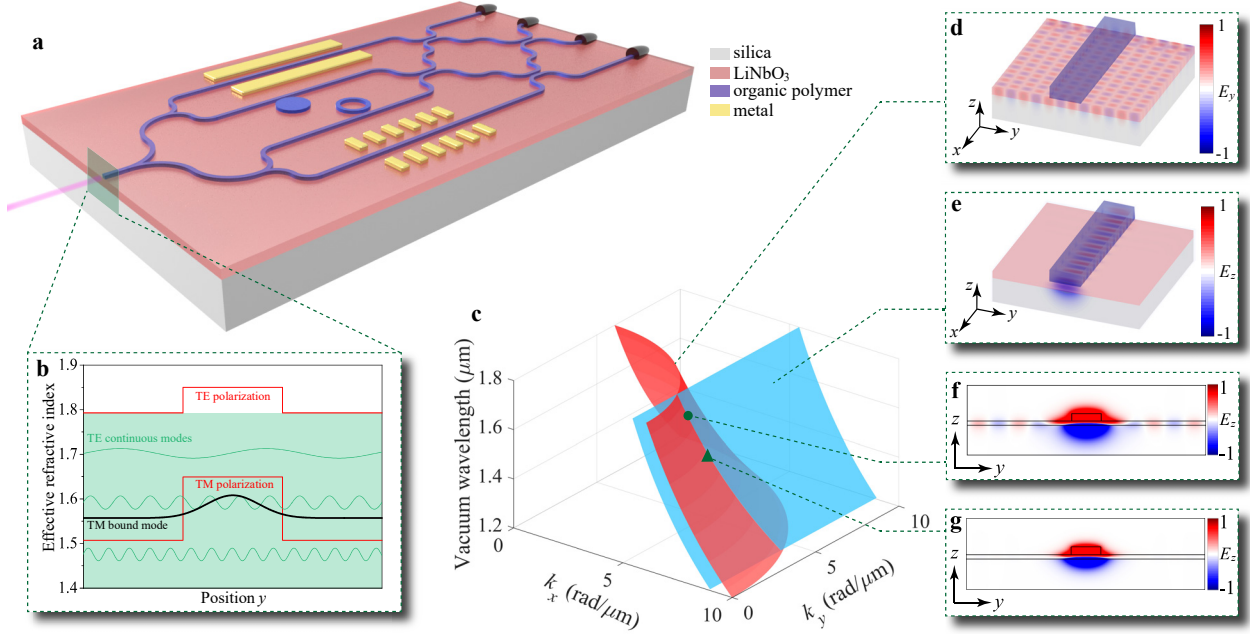 a
silica
LiNbO3
organic polymer
metal
b
1.9
1.8
1.7
1.6
1.5
1.4
Effective refractive index
TE polarization
TE continuous modes
TM polarization
TM bound mode
Position y
c
Vacuum wavelength (μm)
1.8
1.6
1.4
1.2
0
5
10
kx (rad/μm)
0
5
10
ky (rad/μm)
d
z
y
x
1
Ey
-1
e
z
y
x
1
Ez
-1
f
z
y
1
Ez
-1
g
z
y
1
Ez
-1